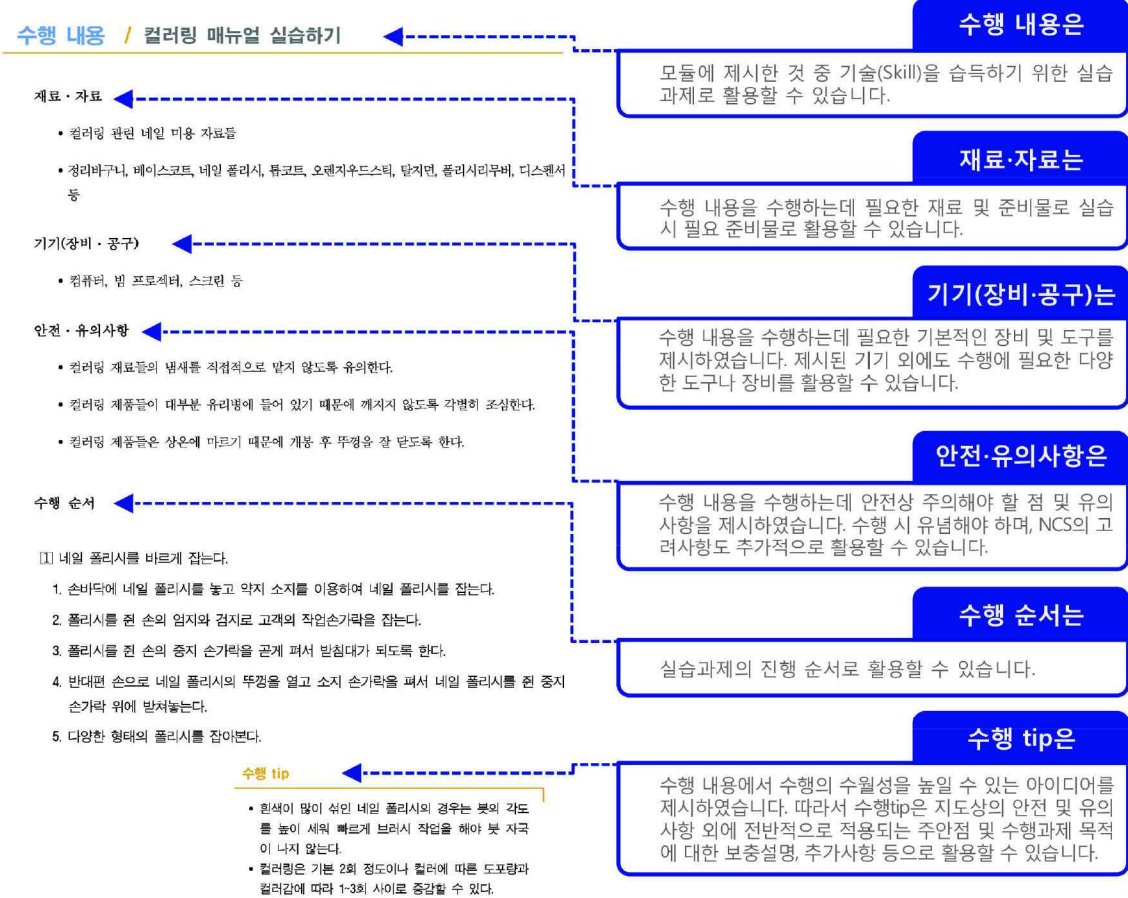 수행 내용 / 컬러링 매뉴얼 실습하기
재료·자료
• 컬러링 관련 네일 미용 자료들
• 정리바구니, 베이스코트, 네일 폴리시, 톱코트, 오렌지우드스틱, 탈지면, 폴리시리무버, 디스펜서
등
기기(장비·공구)
• 컴퓨터, 빔 프로젝터, 스크린 등
안전·유의사항
• 컬러링 재료들의 냄새를 직접적으로 맡지 않도록 유의한다.
• 컬러링 제품들이 대부분 유리병에 들어 있기 때문에 깨지지 않도록 각별히 조심한다.
• 컬러링 제품들은 상온에 마르기 때문에 개봉 후 뚜껑을 잘 닫도록 한다.
수행 순서
1 네일 폴리시를 바르게 잡는다.
1. 손바닥에 네일 폴리시를 놓고 약지 소지를 이용하여 네일 폴리시를 잡는다.
2. 폴리시를 쥔 손의 엄지와 검지로 고객의 작업손가락을 잡는다.
3. 폴리시를 쥔 손의 중지 손가락을 곧게 펴서 받침대가 되도록 한다.
4. 반대편 손으로 네일 폴리시의 뚜껑을 열고 소지 손가락을 펴서 네일 폴리시를 쥔 중지
손가락 위에 받쳐놓는다.
5. 다양한 형태의 폴리시를 잡아본다.
수행 tip
• 흰색이 많이 섞인 네일 폴리시의 경우는 붓의 각도
를 높이 세워 빠르게 브러시 작업을 해야 붓 자국
이 나지 않는다.
• 컬러링은 기본 2회 정도이나 컬러에 따른 도포량과
컬러감에 따라 1~3회 사이로 증감할 수 있다.
수행 내용은
모듈에 제시한 것 중 기술(Skill)을 습득하기 위한 실습
과제로 활용할 수 있습니다.
재료·자료는
수행 내용을 수행하는데 필요한 재료 및 준비물로 실습
시 필요 준비물로 활용할 수 있습니다.
기기(장비·공구)는
수행 내용을 수행하는데 필요한 기본적인 장비 및 도구를
제시하였습니다. 제시된 기기 외에도 수행에 필요한 다양
한 도구나 장비를 활용할 수 있습니다.
안전·유의사항은
수행 내용을 수행하는데 안전상 주의해야 할 점 및 유의
사항을 제시하였습니다. 수행 시 유념해야 하며, NCS의 고
려사항도 추가적으로 활용할 수 있습니다.
수행 순서는
실습과제의 진행 순서로 활용할 수 있습니다.
수행 tip은
수행 내용에서 수행의 수월성을 높일 수 있는 아이디어를
제시하였습니다. 따라서 수행tip은 지도상의 안전 및 유의
사항 외에 전반적으로 적용되는 주안점 및 수행과제 목적
에 대한 보충설명, 추가사항 등으로 활용할 수 있습니다.